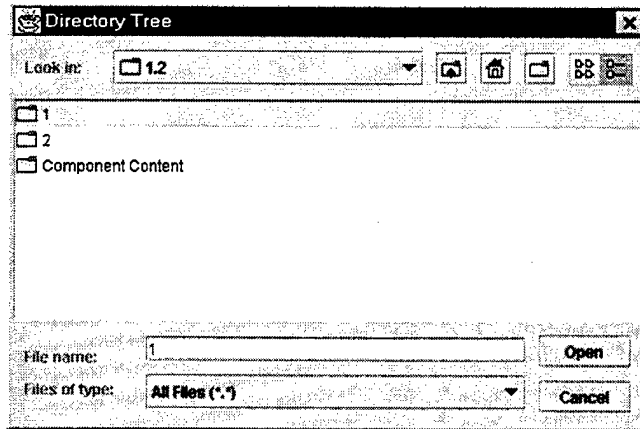 Directory Tree
Look in: 1.2
1
2
Component Content
File name: 1 Open
Files of type: All Files (*.*) Cancel